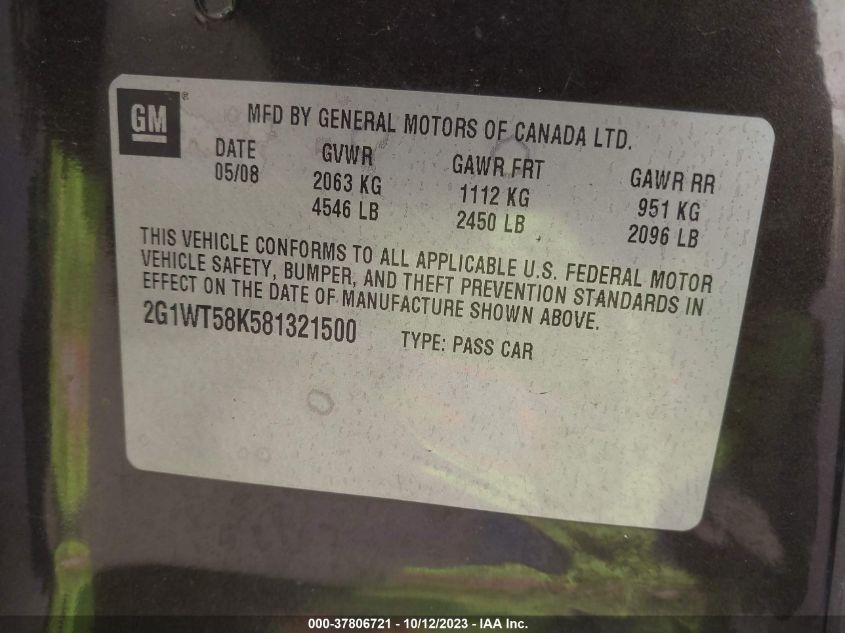 GM®
MFD BY GENERAL MOTORS OF CANADA LTD.
DATE GVWR GAWR FRT GAWR RR
05/08 2063 KG 1112 KG 951 KG
4546 LB 2450 LB 2096 LB
THIS VEHICLE CONFORMS TO ALL APPLICABLE U.S. FEDERAL MOTOR
VEHICLE SAFETY, BUMPER, AND THEFT PREVENTION STANDARDS IN
EFFECT ON THE DATE OF MANUFACTURE SHOWN ABOVE.
2G1WT58K581321500 TYPE: PASS CAR
000-37806721 - 10/12/2023 - IAA Inc.